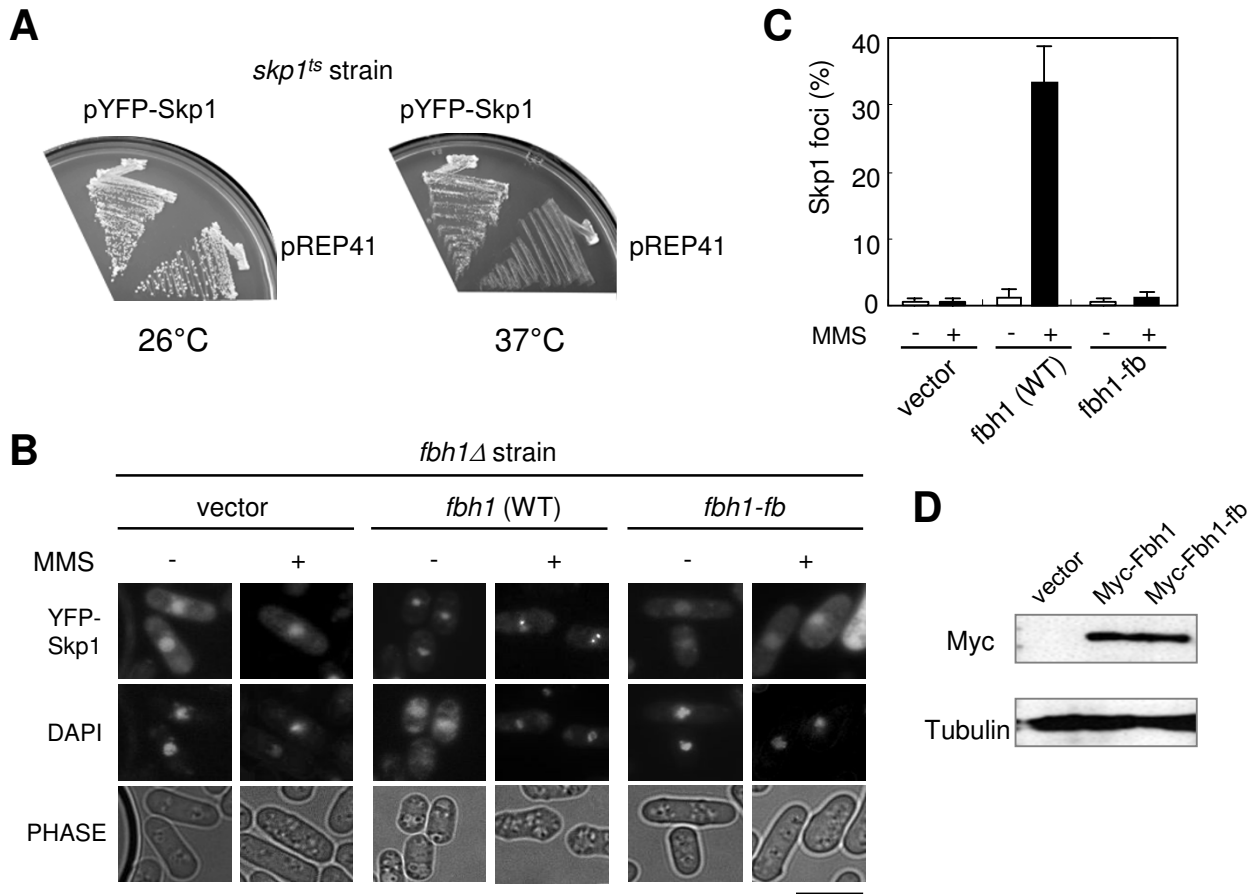 A
skp1ts strain
pYFP-Skp1
pYFP-Skp1
pREP41
pREP41
26°C
37°C
B
fbh1Δ strain
vector
fbh1 (WT)
fbh1-fb
MMS - + - + - +
YFP-
Skp1
DAPI
PHASE
C
Skp1 foci (%)
40
30
20
10
0
MMS - + - + - +
vector
fbh1 (WT)
fbh1-fb
D
vector
Myc-Fbh1
Myc-Fbh1-fb
Myc
Tubulin